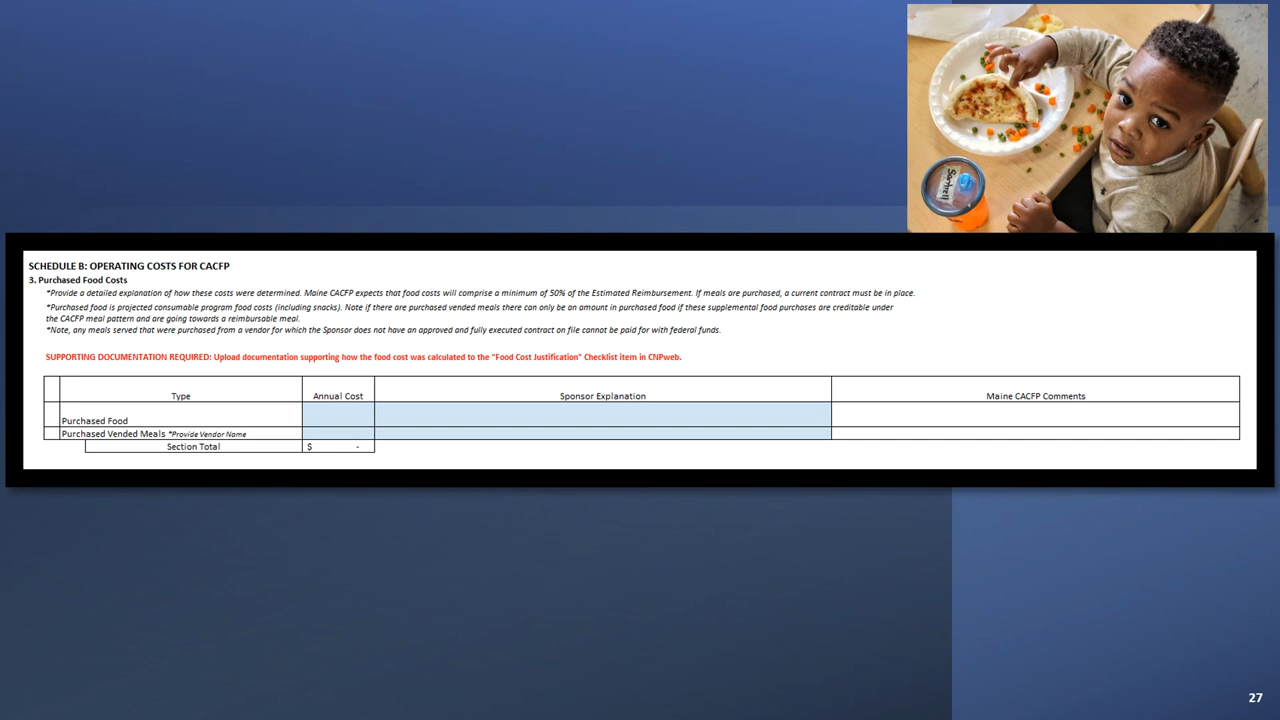 SCHEDULE B: OPERATING COSTS FOR CACFP
3. Purchased Food Costs
*Provide a detailed explanation of how these costs were determined. Maine CACFP expects that food costs will comprise a minimum of 50% of the Estimated Reimbursement. If meals are purchased, a current contract must be in place.
*Purchased food is projected consumable program food costs (including snacks). Note if there are purchased vended meals there can only be an amount in purchased food if these supplemental food purchases are creditable under
the CACFP meal pattern and are going towards a reimbursable meal.
*Note, any meals served that were purchased from a vendor for which the Sponsor does not have an approved and fully executed contract on file cannot be paid for with federal funds.
SUPPORTING DOCUMENTATION REQUIRED: Upload documentation supporting how the food cost was calculated to the "Food Cost Justification" Checklist item in CNPweb.
Type Annual Cost Sponsor Explanation Maine CACFP Comments
Purchased Food
Purchased Vended Meals *Provide Vendor Name
Section Total $ -
27